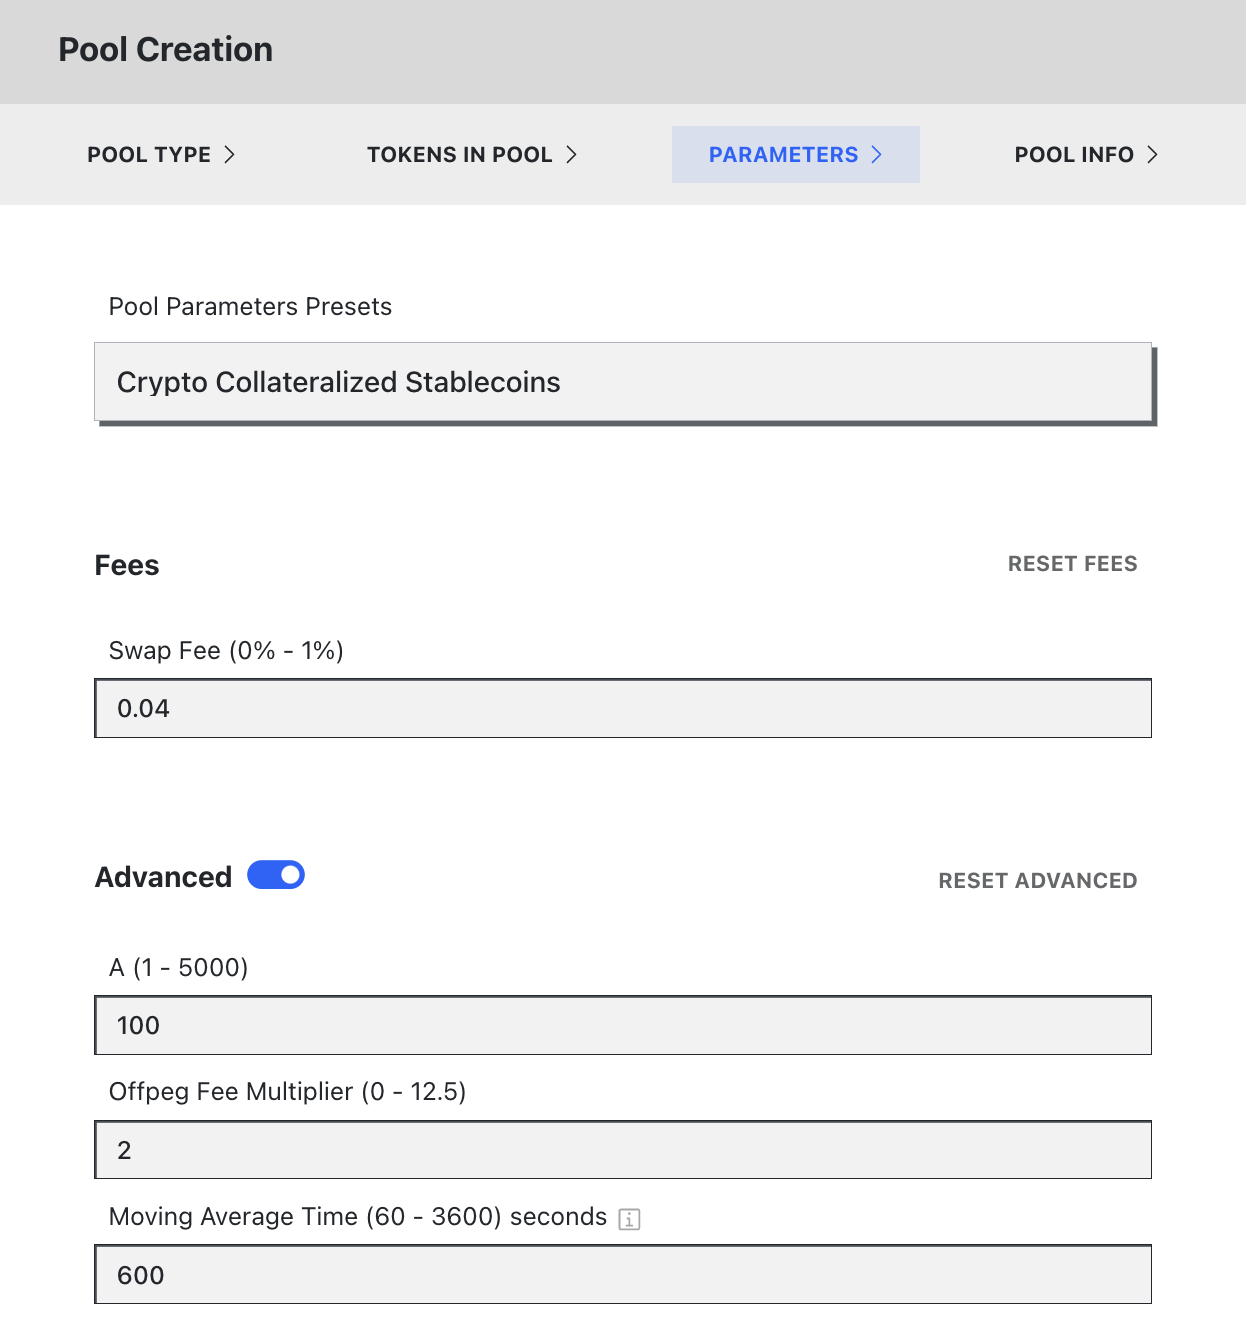 Pool Creation
POOL TYPE
TOKENS IN POOL
PARAMETERS
POOL INFO
Pool Parameters Presets
Crypto Collateralized Stablecoins
Fees
RESET FEES
Swap Fee (0% - 1%)
0.04
Advanced
RESET ADVANCED
A (1 - 5000)
100
Offpeg Fee Multiplier (0 - 12.5)
2
Moving Average Time (60 - 3600) seconds
600